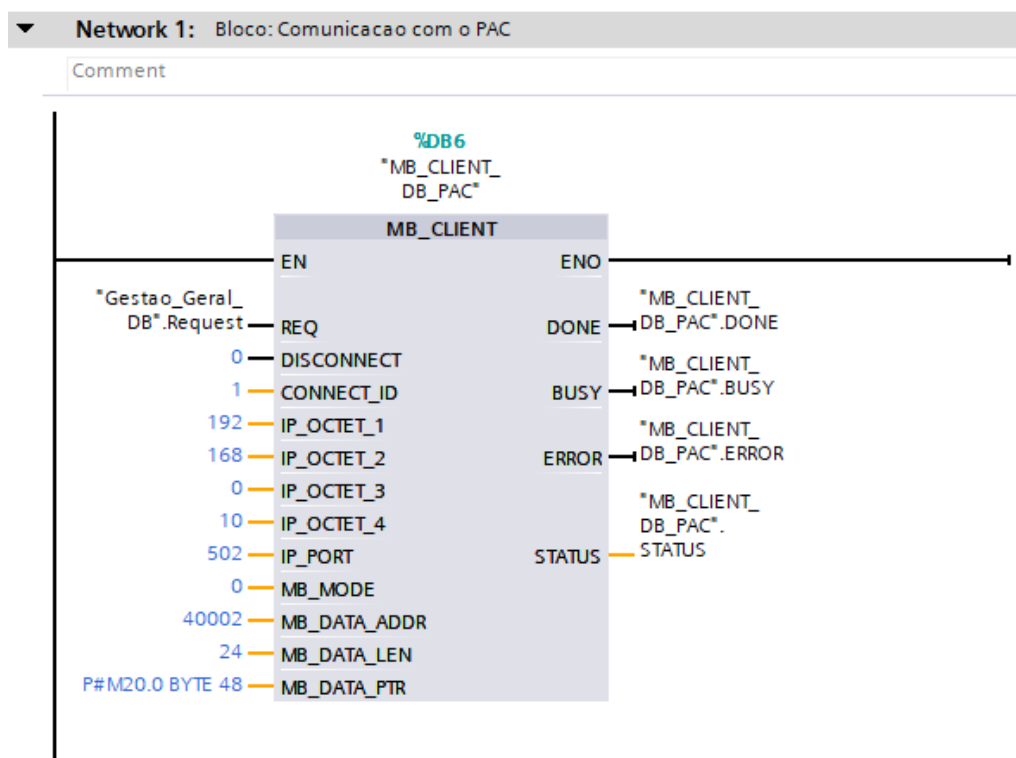 Network 1: Bloco: Comunicacao com o PAC
Comment
%DB6
"MB_CLIENT_
DB_PAC"
MB_CLIENT
EN
ENO
"Gestao_Geral_
DB".Request
REQ
DONE
"MB_CLIENT_
DB_PAC".DONE
0
DISCONNECT
1
CONNECT_ID
BUSY
"MB_CLIENT_
DB_PAC".BUSY
192
IP_OCTET_1
168
IP_OCTET_2
ERROR
"MB_CLIENT_
DB_PAC".ERROR
0
IP_OCTET_3
10
IP_OCTET_4
502
IP_PORT
STATUS
"MB_CLIENT_
DB_PAC".
STATUS
0
MB_MODE
40002
MB_DATA_ADDR
24
MB_DATA_LEN
P#M20.0 BYTE 48
MB_DATA_PTR